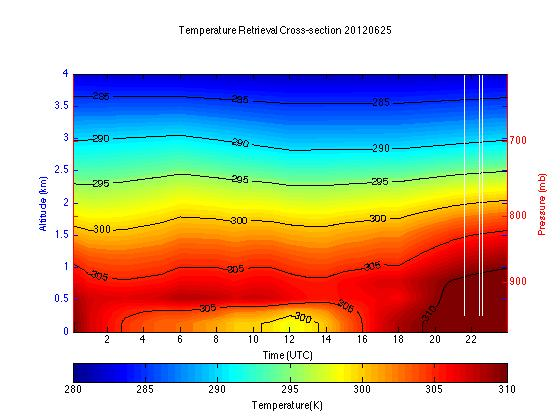 Temperature Retrieval Cross-section 20120625
4
3.5
3
2.5
2
1.5
1
0.5
0
Altitude (km)
285 285 285
290 290 290
295 295 295
300 300 300
305 305 305
305 305
300 310
700
800
900
Pressure (mb)
2 4 6 8 10 12 14 16 18 20 22
Time (UTC)
280 285 290 295 300 305 310
Temperature(K)